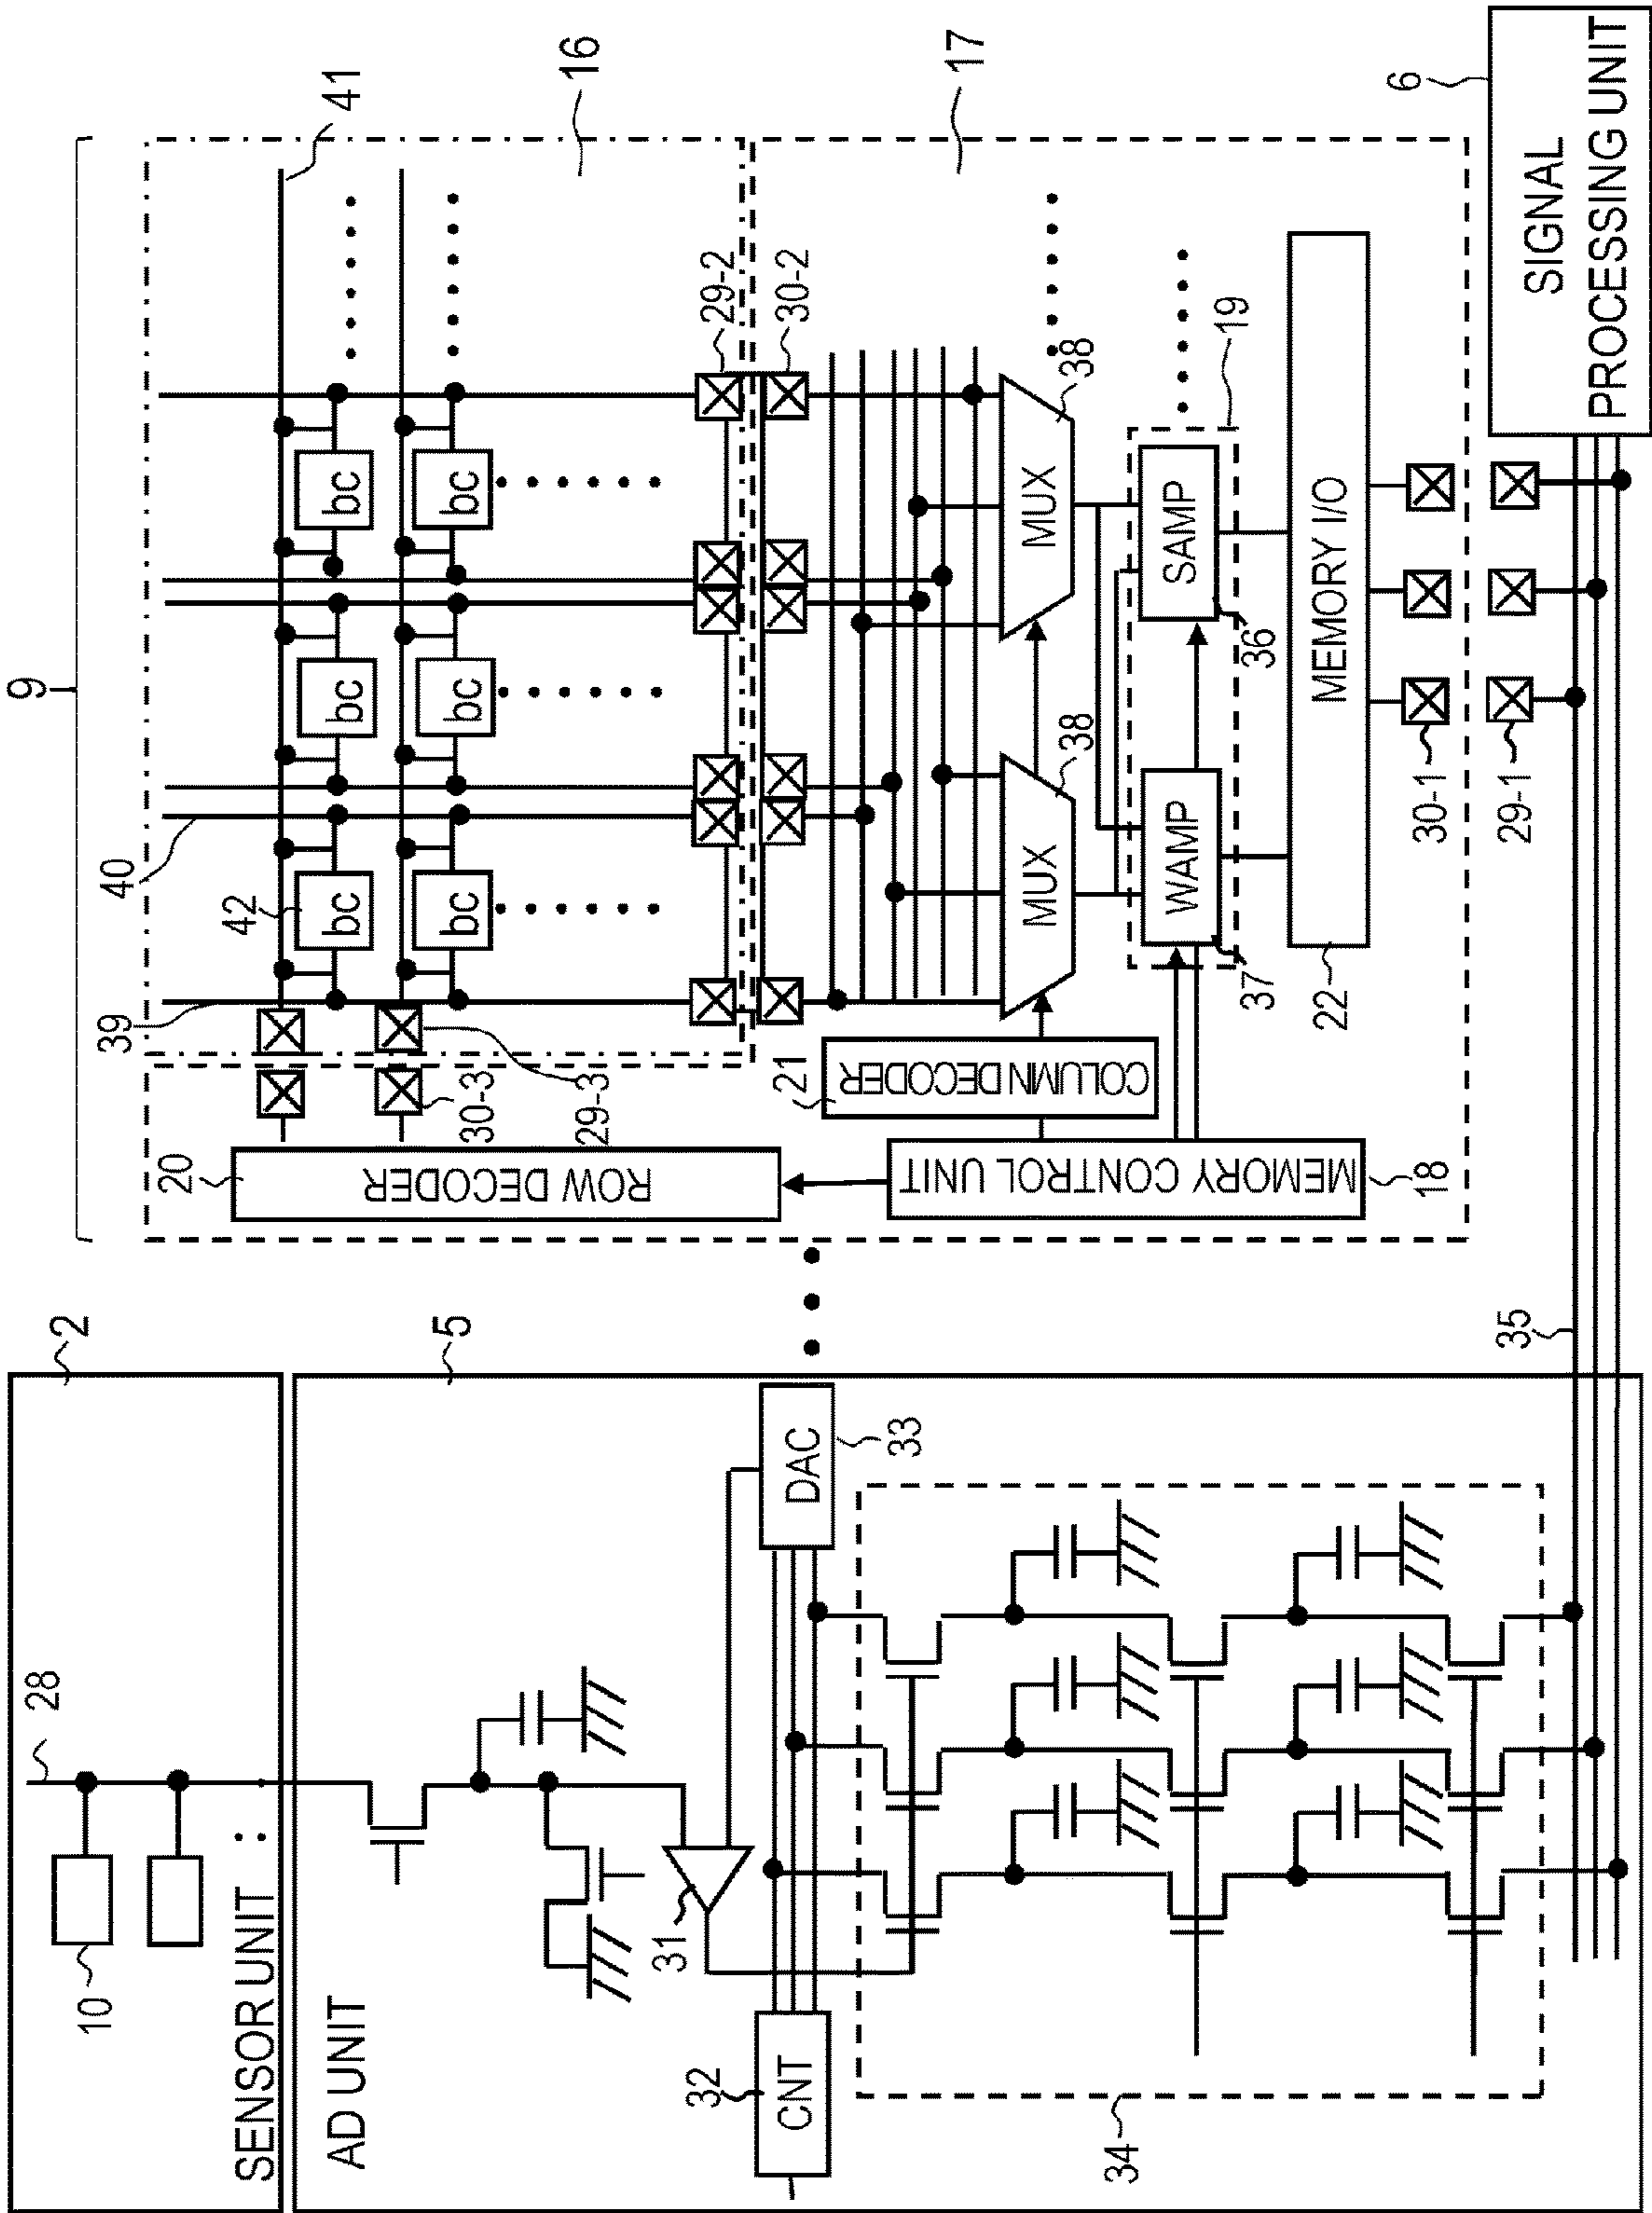 9
41
16
17
6
SIGNAL
PROCESSING UNIT
29-2
30-2
40
42
bc
bc
bc
bc
bc
bc
39
30-3
29-3
20
ROW DECODER
21
COLUMN DECODER
MEMORY CONTROL UNIT
18
MUX
38
MUX
38
19
WAMP
37
SAMP
36
MEMORY I/O
22
30-1
29-1
35
2
28
10
SENSOR UNIT
5
AD UNIT
31
DAC
33
CNT
32
34